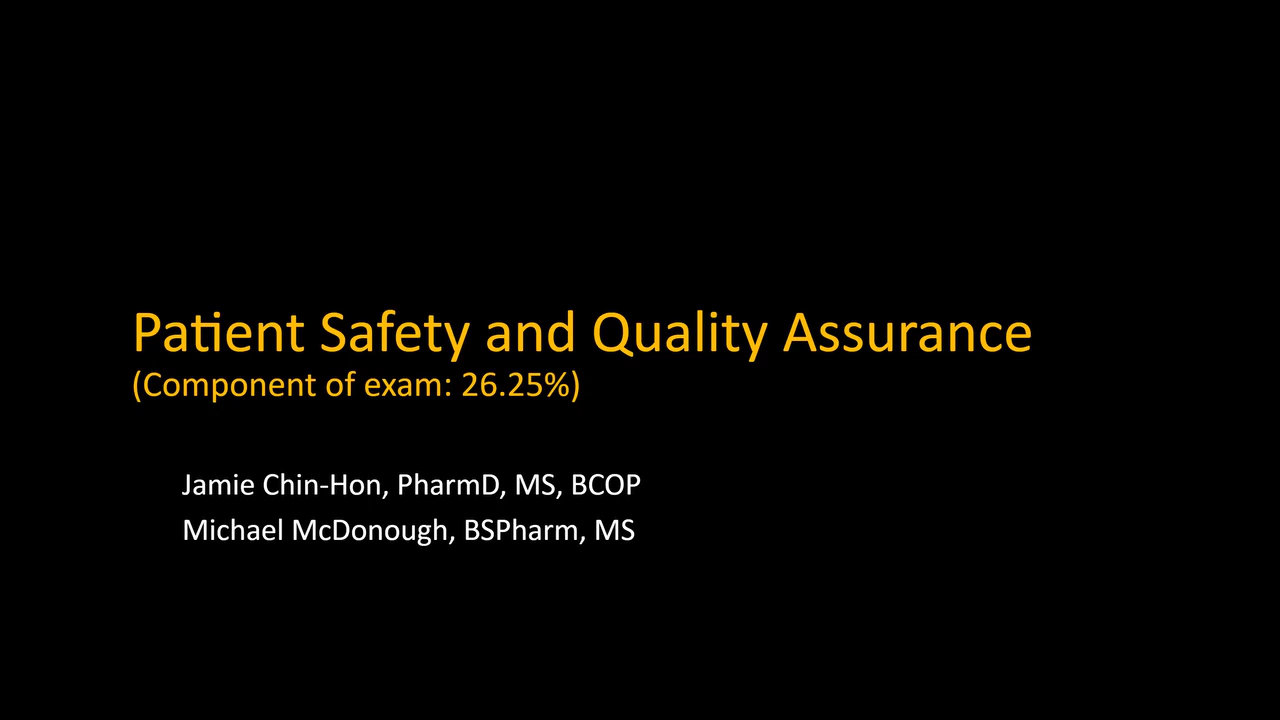 Patient Safety and Quality Assurance
(Component of exam: 26.25%)
Jamie Chin-Hon, PharmD, MS, BCOP
Michael McDonough, BSPharm, MS